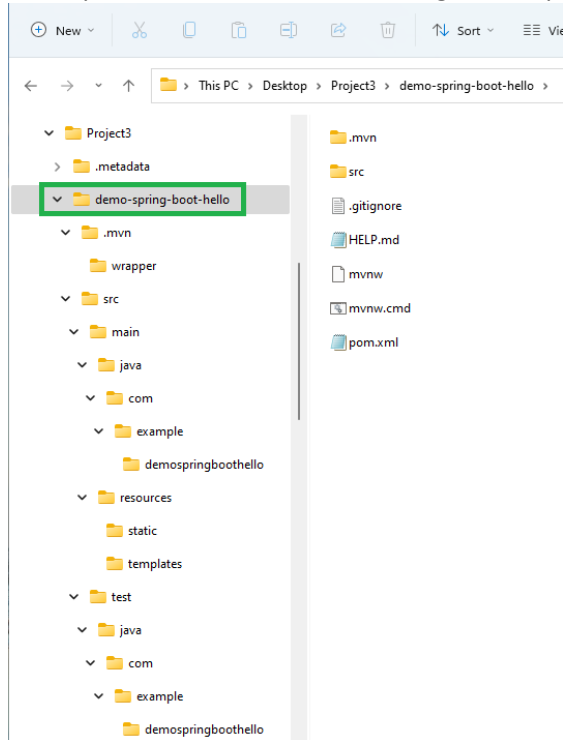 New Sort
This PC > Desktop > Project3 > demo-spring-boot-hello >
Project3
.metadata
demo-spring-boot-hello
.mvn
wrapper
src
main
java
com
example
demospringboothello
resources
static
templates
test
java
com
example
demospringboothello
.mvn
src
.gitignore
HELP.md
mvnw
mvnw.cmd
pom.xml